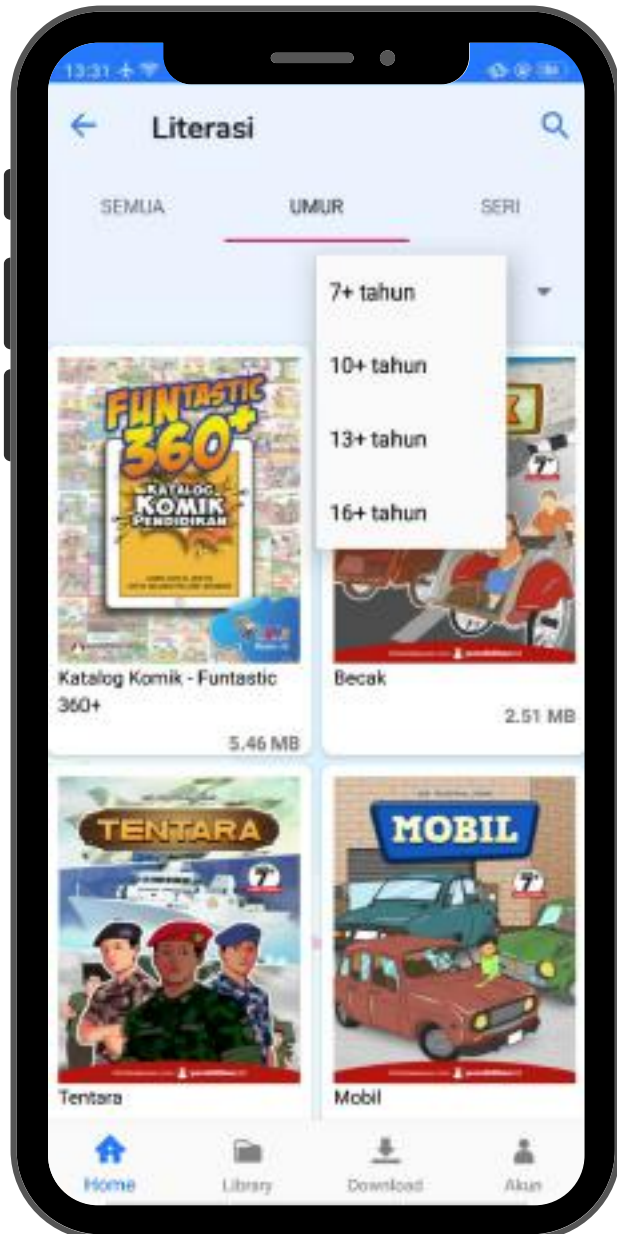 13:31
Literasi
SEMUA UMUR SERI
7+ tahun
10+ tahun
13+ tahun
16+ tahun
FUNTASTIC
360+
KATALOG
KOMIK
PENDIDIKAN
7+
Katalog Komik - Funtastic
360+
5.46 MB
Becak
2.51 MB
TENTARA
7+
MOBIL
7+
Tentara
Mobil
Home Library Download Akun